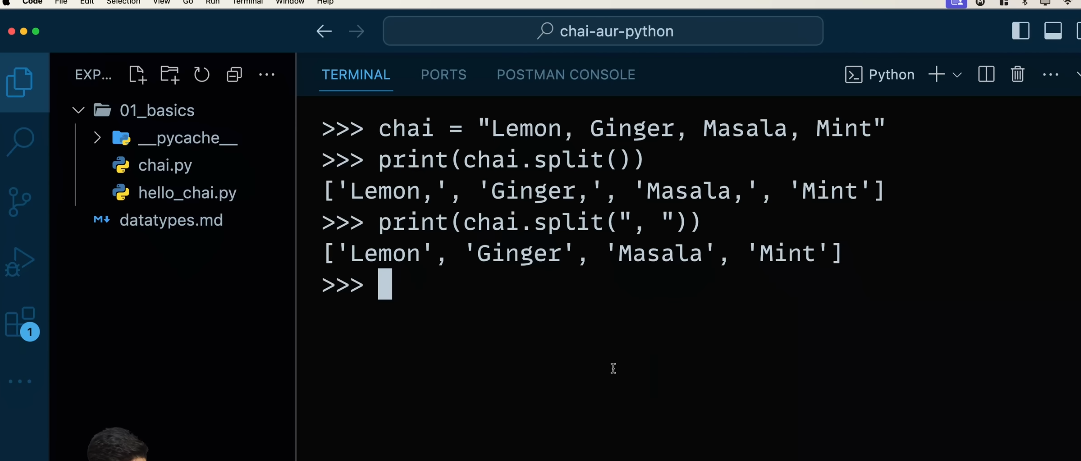 Code File Edit Selection View Go Run Terminal Window Help
chai-aur-python
EXP...
TERMINAL PORTS POSTMAN CONSOLE Python
01_basics
__pycache__
chai.py
hello_chai.py
datatypes.md
>>> chai = "Lemon, Ginger, Masala, Mint"
>>> print(chai.split())
['Lemon,', 'Ginger,', 'Masala,', 'Mint']
>>> print(chai.split(", "))
['Lemon', 'Ginger', 'Masala', 'Mint']
>>>
1